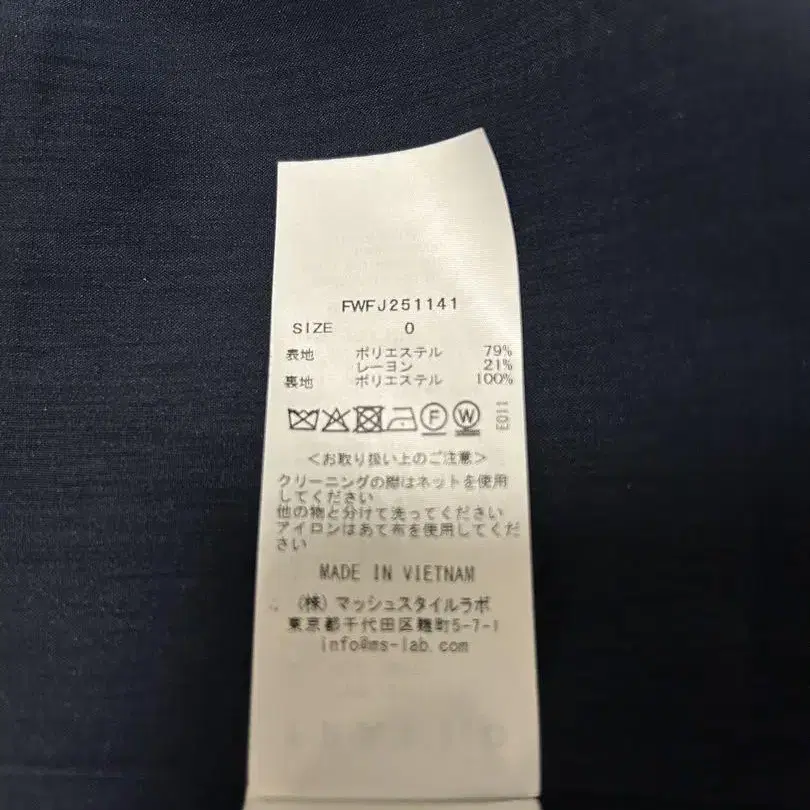 FWFJ251141
SIZE 0
表地 ポリエステル 79%
レーヨン 21%
裏地 ポリエステル 100%
F W E011
<お取り扱い上のご注意>
クリーニングの際はネットを使用
してください
他の物と分けて洗ってください
アイロンはあて布を使用してくだ
さい
MADE IN VIETNAM
(株) マッシュスタイルラボ
東京都千代田区麹町5-7-1
info@ms-lab.com